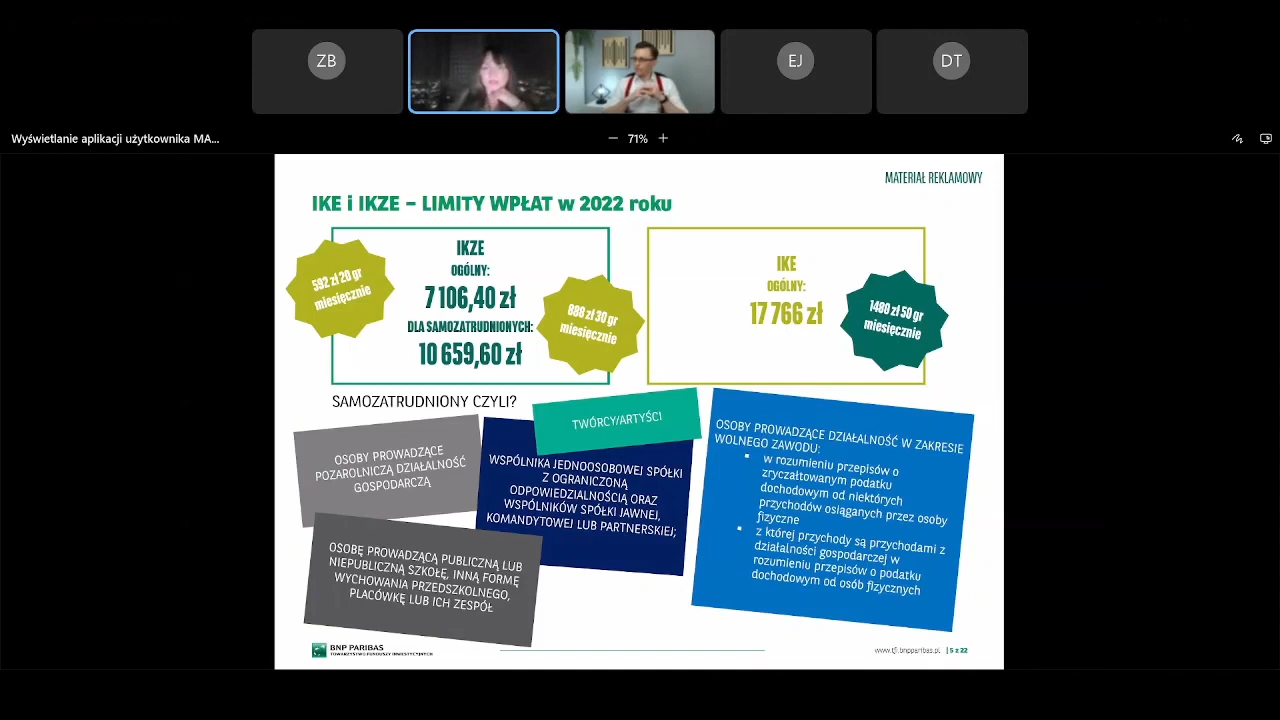 ZB
EJ
DT
Wyświetlanie aplikacji użytkownika MA...
71%
MATERIAŁ REKLAMOWY
IKE i IKZE – LIMITY WPŁAT w 2022 roku
592 zł 20 gr
miesięcznie
IKZE
OGÓLNY:
7 106,40 zł
DLA SAMOZATRUDNIONYCH:
10 659,60 zł
888 zł 30 gr
miesięcznie
IKE
OGÓLNY:
17 766 zł
1480 zł 50 gr
miesięcznie
SAMOZATRUDNIONY CZYLI?
OSOBY PROWADZĄCE
POZAROLNICZĄ DZIAŁALNOŚĆ
GOSPODARCZĄ
TWÓRCY/ARTYŚCI
WSPÓLNIKA JEDNOOSOBOWEJ SPÓŁKI
Z OGRANICZONĄ
ODPOWIEDZIALNOŚCIĄ ORAZ
WSPÓLNIKÓW SPÓŁKI JAWNEJ,
KOMANDYTOWEJ LUB PARTNERSKIEJ;
OSOBY PROWADZĄCE DZIAŁALNOŚĆ W ZAKRESIE
WOLNEGO ZAWODU:
▪ w rozumieniu przepisów o
zryczałtowanym podatku
dochodowym od niektórych
przychodów osiąganych przez osoby
fizyczne
▪ z której przychody są przychodami z
działalności gospodarczej w
rozumieniu przepisów o podatku
dochodowym od osób fizycznych
OSOBĘ PROWADZĄCĄ PUBLICZNĄ LUB
NIEPUBLICZNĄ SZKOŁĘ, INNĄ FORMĘ
WYCHOWANIA PRZEDSZKOLNEGO,
PLACÓWKĘ LUB ICH ZESPÓŁ
BNP PARIBAS
TOWARZYSTWO FUNDUSZY INWESTYCYJNYCH
www.tfi.bnpparibas.pl | 5 z 22